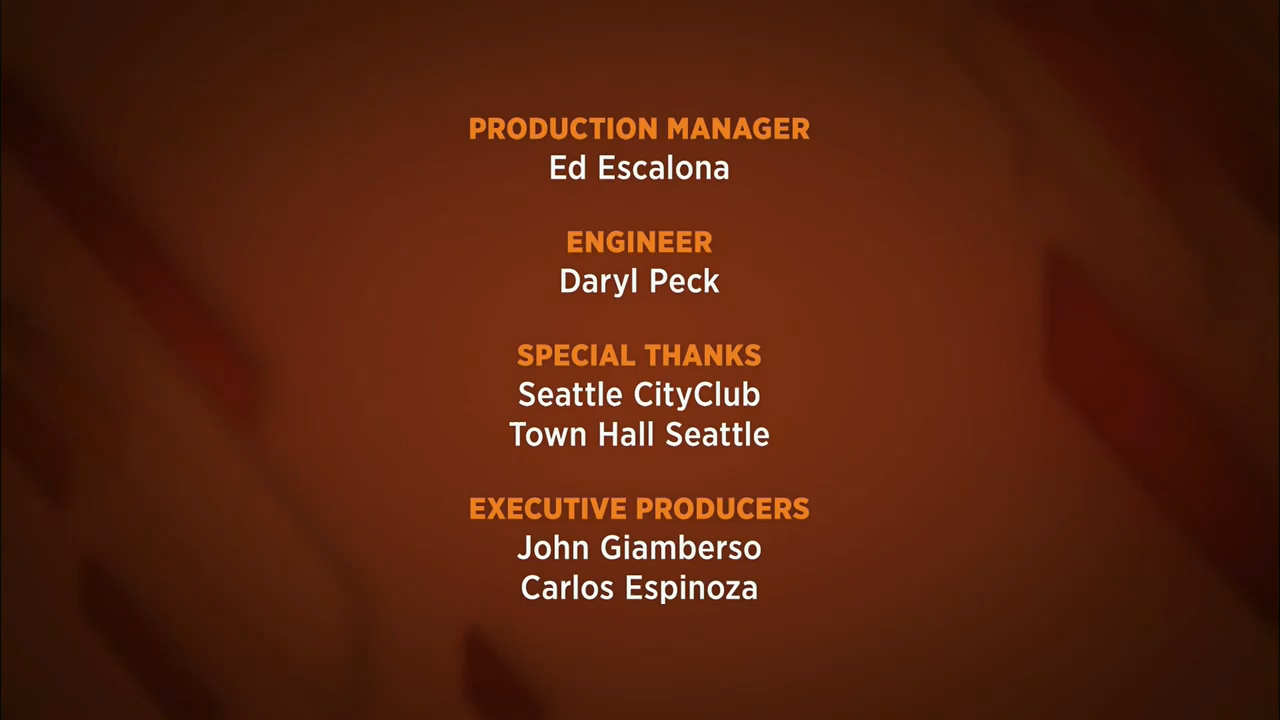 PRODUCTION MANAGER
Ed Escalona
ENGINEER
Daryl Peck
SPECIAL THANKS
Seattle CityClub
Town Hall Seattle
EXECUTIVE PRODUCERS
John Giamberso
Carlos Espinoza